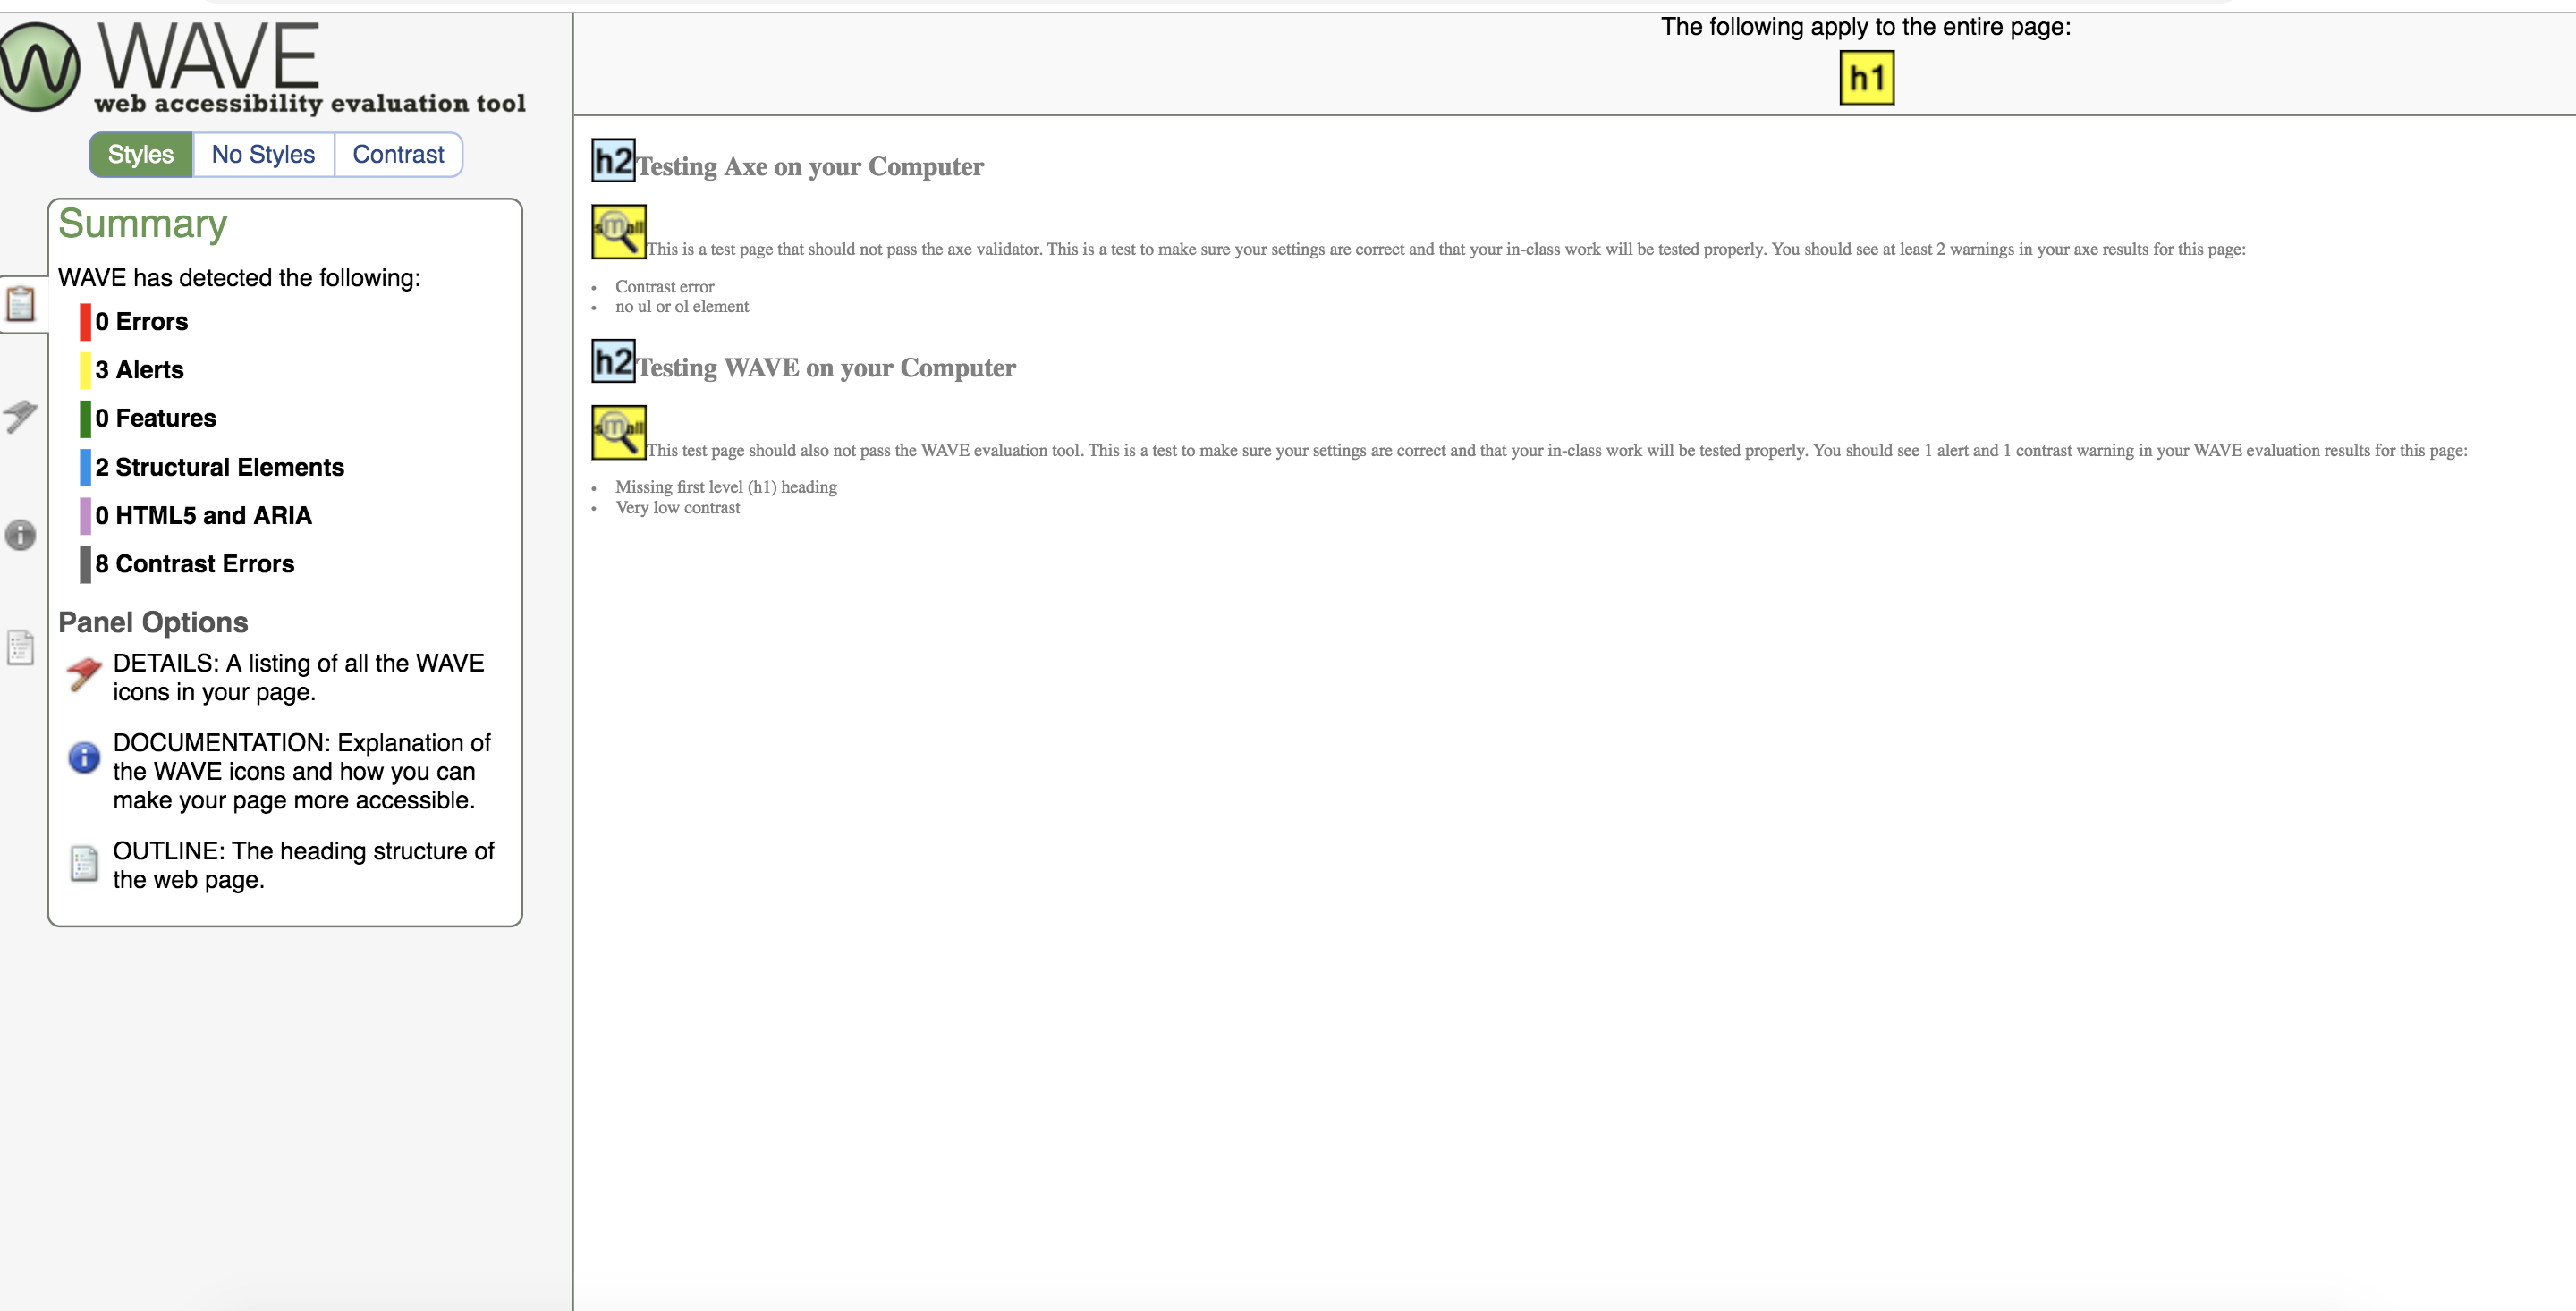 WAVE
web accessibility evaluation tool
Styles
No Styles
Contrast
Summary
WAVE has detected the following:
0 Errors
3 Alerts
0 Features
2 Structural Elements
0 HTML5 and ARIA
8 Contrast Errors
Panel Options
DETAILS: A listing of all the WAVE
icons in your page.
DOCUMENTATION: Explanation of
the WAVE icons and how you can
make your page more accessible.
OUTLINE: The heading structure of
the web page.
The following apply to the entire page:
h1
h2 Testing Axe on your Computer
small
This is a test page that should not pass the axe validator. This is a test to make sure your settings are correct and that your in-class work will be tested properly. You should see at least 2 warnings in your axe results for this page:
• Contrast error
• no ul or ol element
h2 Testing WAVE on your Computer
small
This test page should also not pass the WAVE evaluation tool. This is a test to make sure your settings are correct and that your in-class work will be tested properly. You should see 1 alert and 1 contrast warning in your WAVE evaluation results for this page:
• Missing first level (h1) heading
• Very low contrast